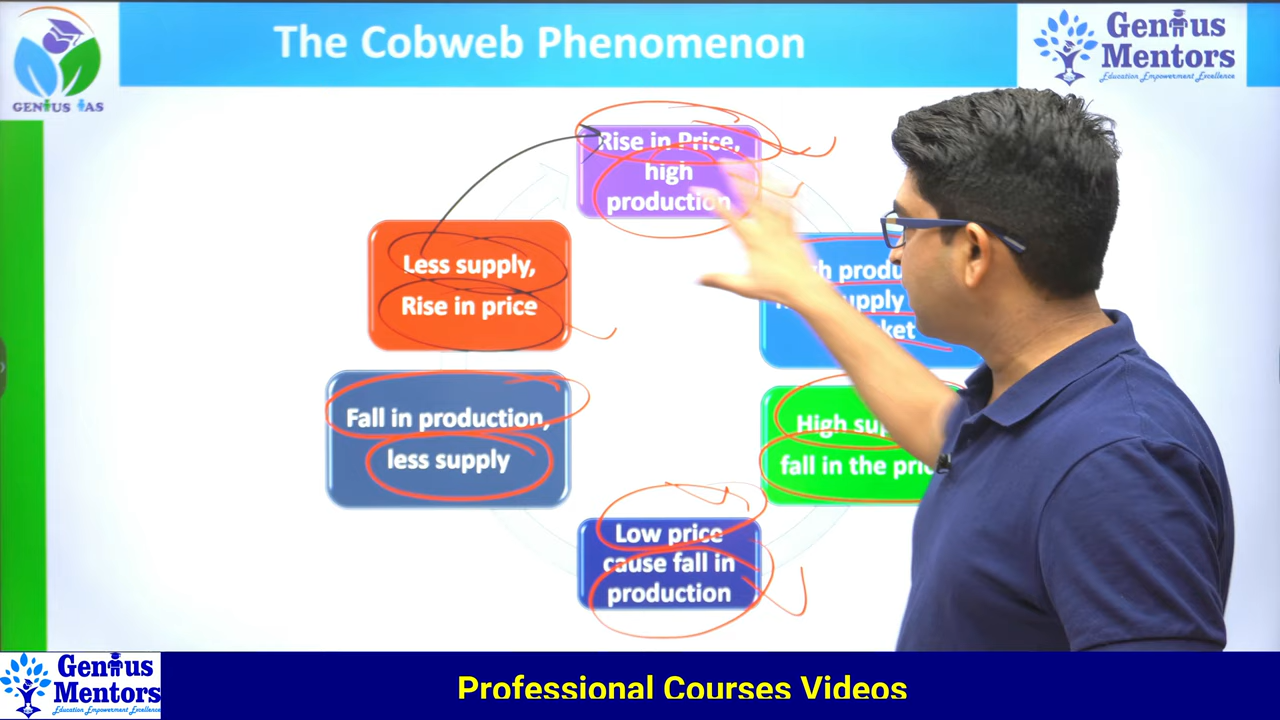 The Cobweb Phenomenon
GENIUS IAS
Genius
Mentors
Education Empowerment Excellence
Rise in Price,
high
production
supply
High
fall in the
Low price
cause fall in
production
Fall in production,
less supply
Less supply,
Rise in price
Genius
Mentors
Education Empowerment Excellence
Professional Courses Videos